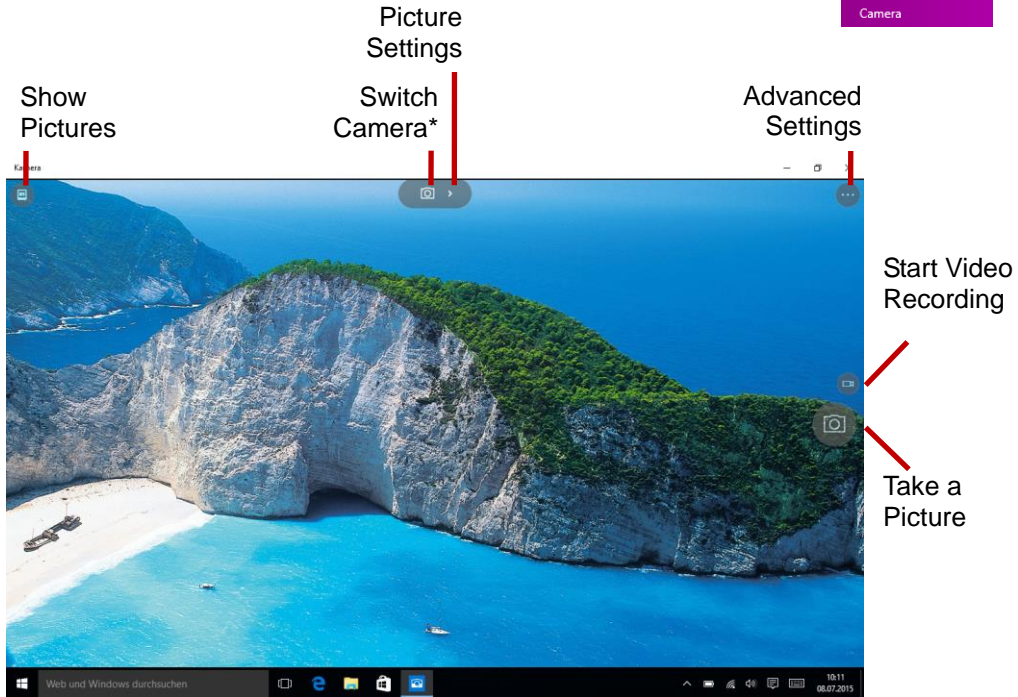 Camera
Picture
Settings
Show
Pictures
Switch
Camera*
Advanced
Settings
Kamera
Start Video
Recording
Take a
Picture
Web und Windows durchsuchen
10:11
08.07.2015